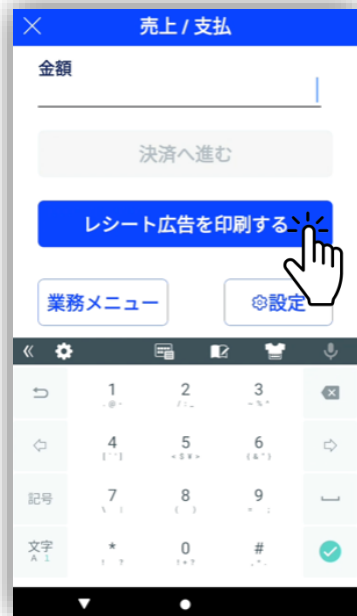 売上 / 支払
金額
決済へ進む
レシート広告を印刷する
業務メニュー
設定
1 2 3
4 5 6
記号 7 8 9
文字 * 0 #
A 1